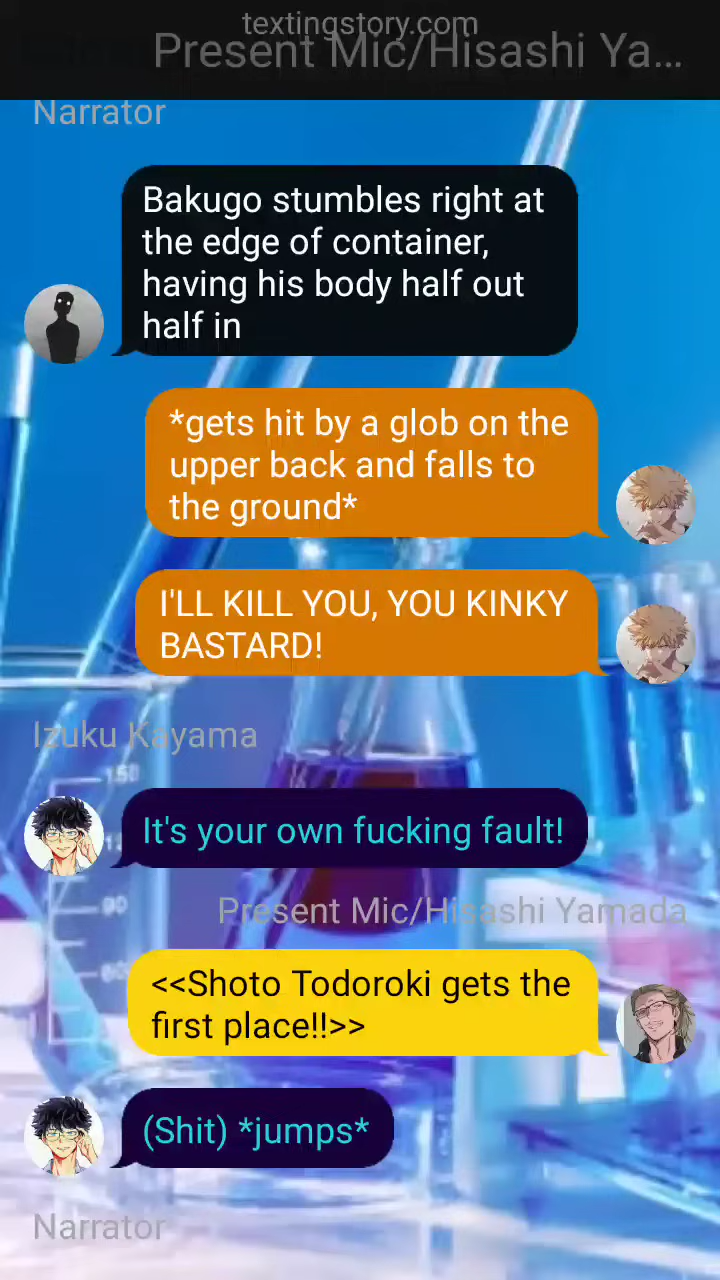 textingstory.com
Present Mic/Hisashi Ya...
Narrator
Bakugo stumbles right at
the edge of container,
having his body half out
half in
*gets hit by a glob on the
upper back and falls to
the ground*
I'LL KILL YOU, YOU KINKY
BASTARD!
Izuku Kayama
It's your own fucking fault!
Present Mic/Hisashi Yamada
<<Shoto Todoroki gets the
first place!!>>
(Shit) *jumps*
Narrator
150
90
60